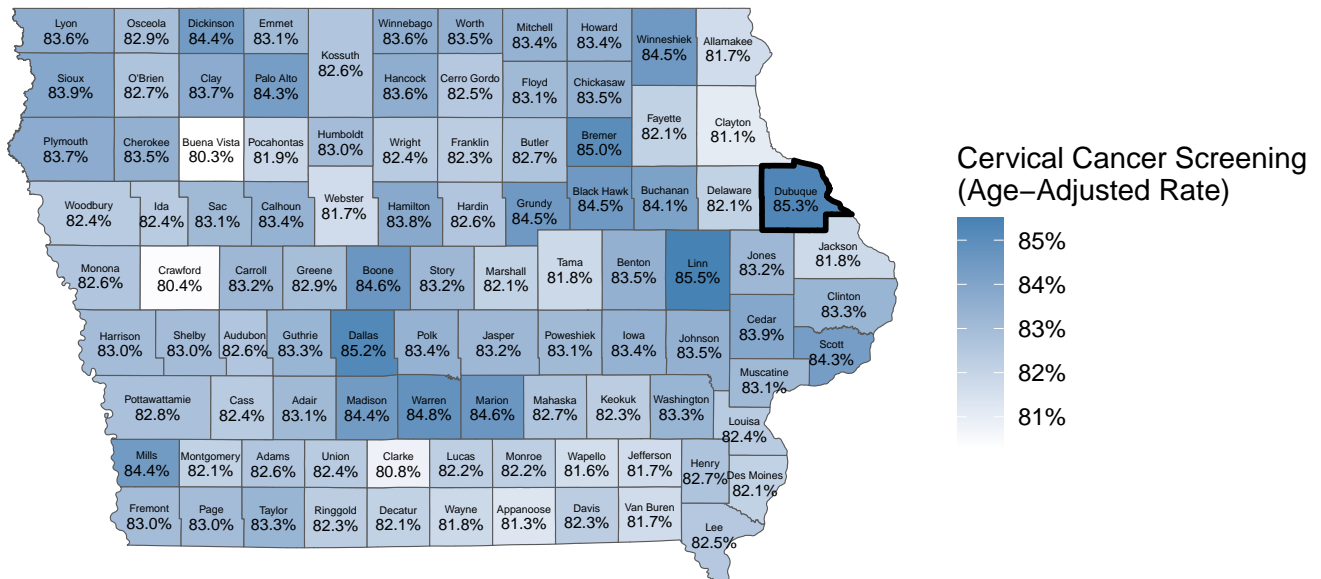 Lyon
83.6%
Osceola
82.9%
Dickinson
84.4%
Emmet
83.1%
Kossuth
82.6%
Winnebago
83.6%
Worth
83.5%
Mitchell
83.4%
Howard
83.4%
Winneshiek
84.5%
Allamakee
81.7%
Sioux
83.9%
O'Brien
82.7%
Clay
83.7%
Palo Alto
84.3%
Hancock
83.6%
Cerro Gordo
82.5%
Floyd
83.1%
Chickasaw
83.5%
Fayette
82.1%
Clayton
81.1%
Plymouth
83.7%
Cherokee
83.5%
Buena Vista
80.3%
Pocahontas
81.9%
Humboldt
83.0%
Wright
82.4%
Franklin
82.3%
Butler
82.7%
Bremer
85.0%
Woodbury
82.4%
Ida
82.4%
Sac
83.1%
Calhoun
83.4%
Webster
81.7%
Hamilton
83.8%
Hardin
82.6%
Grundy
84.5%
Black Hawk
84.5%
Buchanan
84.1%
Delaware
82.1%
Dubuque
85.3%
Monona
82.6%
Crawford
80.4%
Carroll
83.2%
Greene
82.9%
Boone
84.6%
Story
83.2%
Marshall
82.1%
Tama
81.8%
Benton
83.5%
Linn
85.5%
Jones
83.2%
Jackson
81.8%
Clinton
83.3%
Harrison
83.0%
Shelby
83.0%
Audubon
82.6%
Guthrie
83.3%
Dallas
85.2%
Polk
83.4%
Jasper
83.2%
Poweshiek
83.1%
Iowa
83.4%
Johnson
83.5%
Cedar
83.9%
Scott
84.3%
Muscatine
83.1%
Pottawattamie
82.8%
Cass
82.4%
Adair
83.1%
Madison
84.4%
Warren
84.8%
Marion
84.6%
Mahaska
82.7%
Keokuk
82.3%
Washington
83.3%
Louisa
82.4%
Mills
84.4%
Montgomery
82.1%
Adams
82.6%
Union
82.4%
Clarke
80.8%
Lucas
82.2%
Monroe
82.2%
Wapello
81.6%
Jefferson
81.7%
Henry
82.7%
Des Moines
82.1%
Fremont
83.0%
Page
83.0%
Taylor
83.3%
Ringgold
82.3%
Decatur
82.1%
Wayne
81.8%
Appanoose
81.3%
Davis
82.3%
Van Buren
81.7%
Lee
82.5%
Cervical Cancer Screening
(Age−Adjusted Rate)
85%
84%
83%
82%
81%